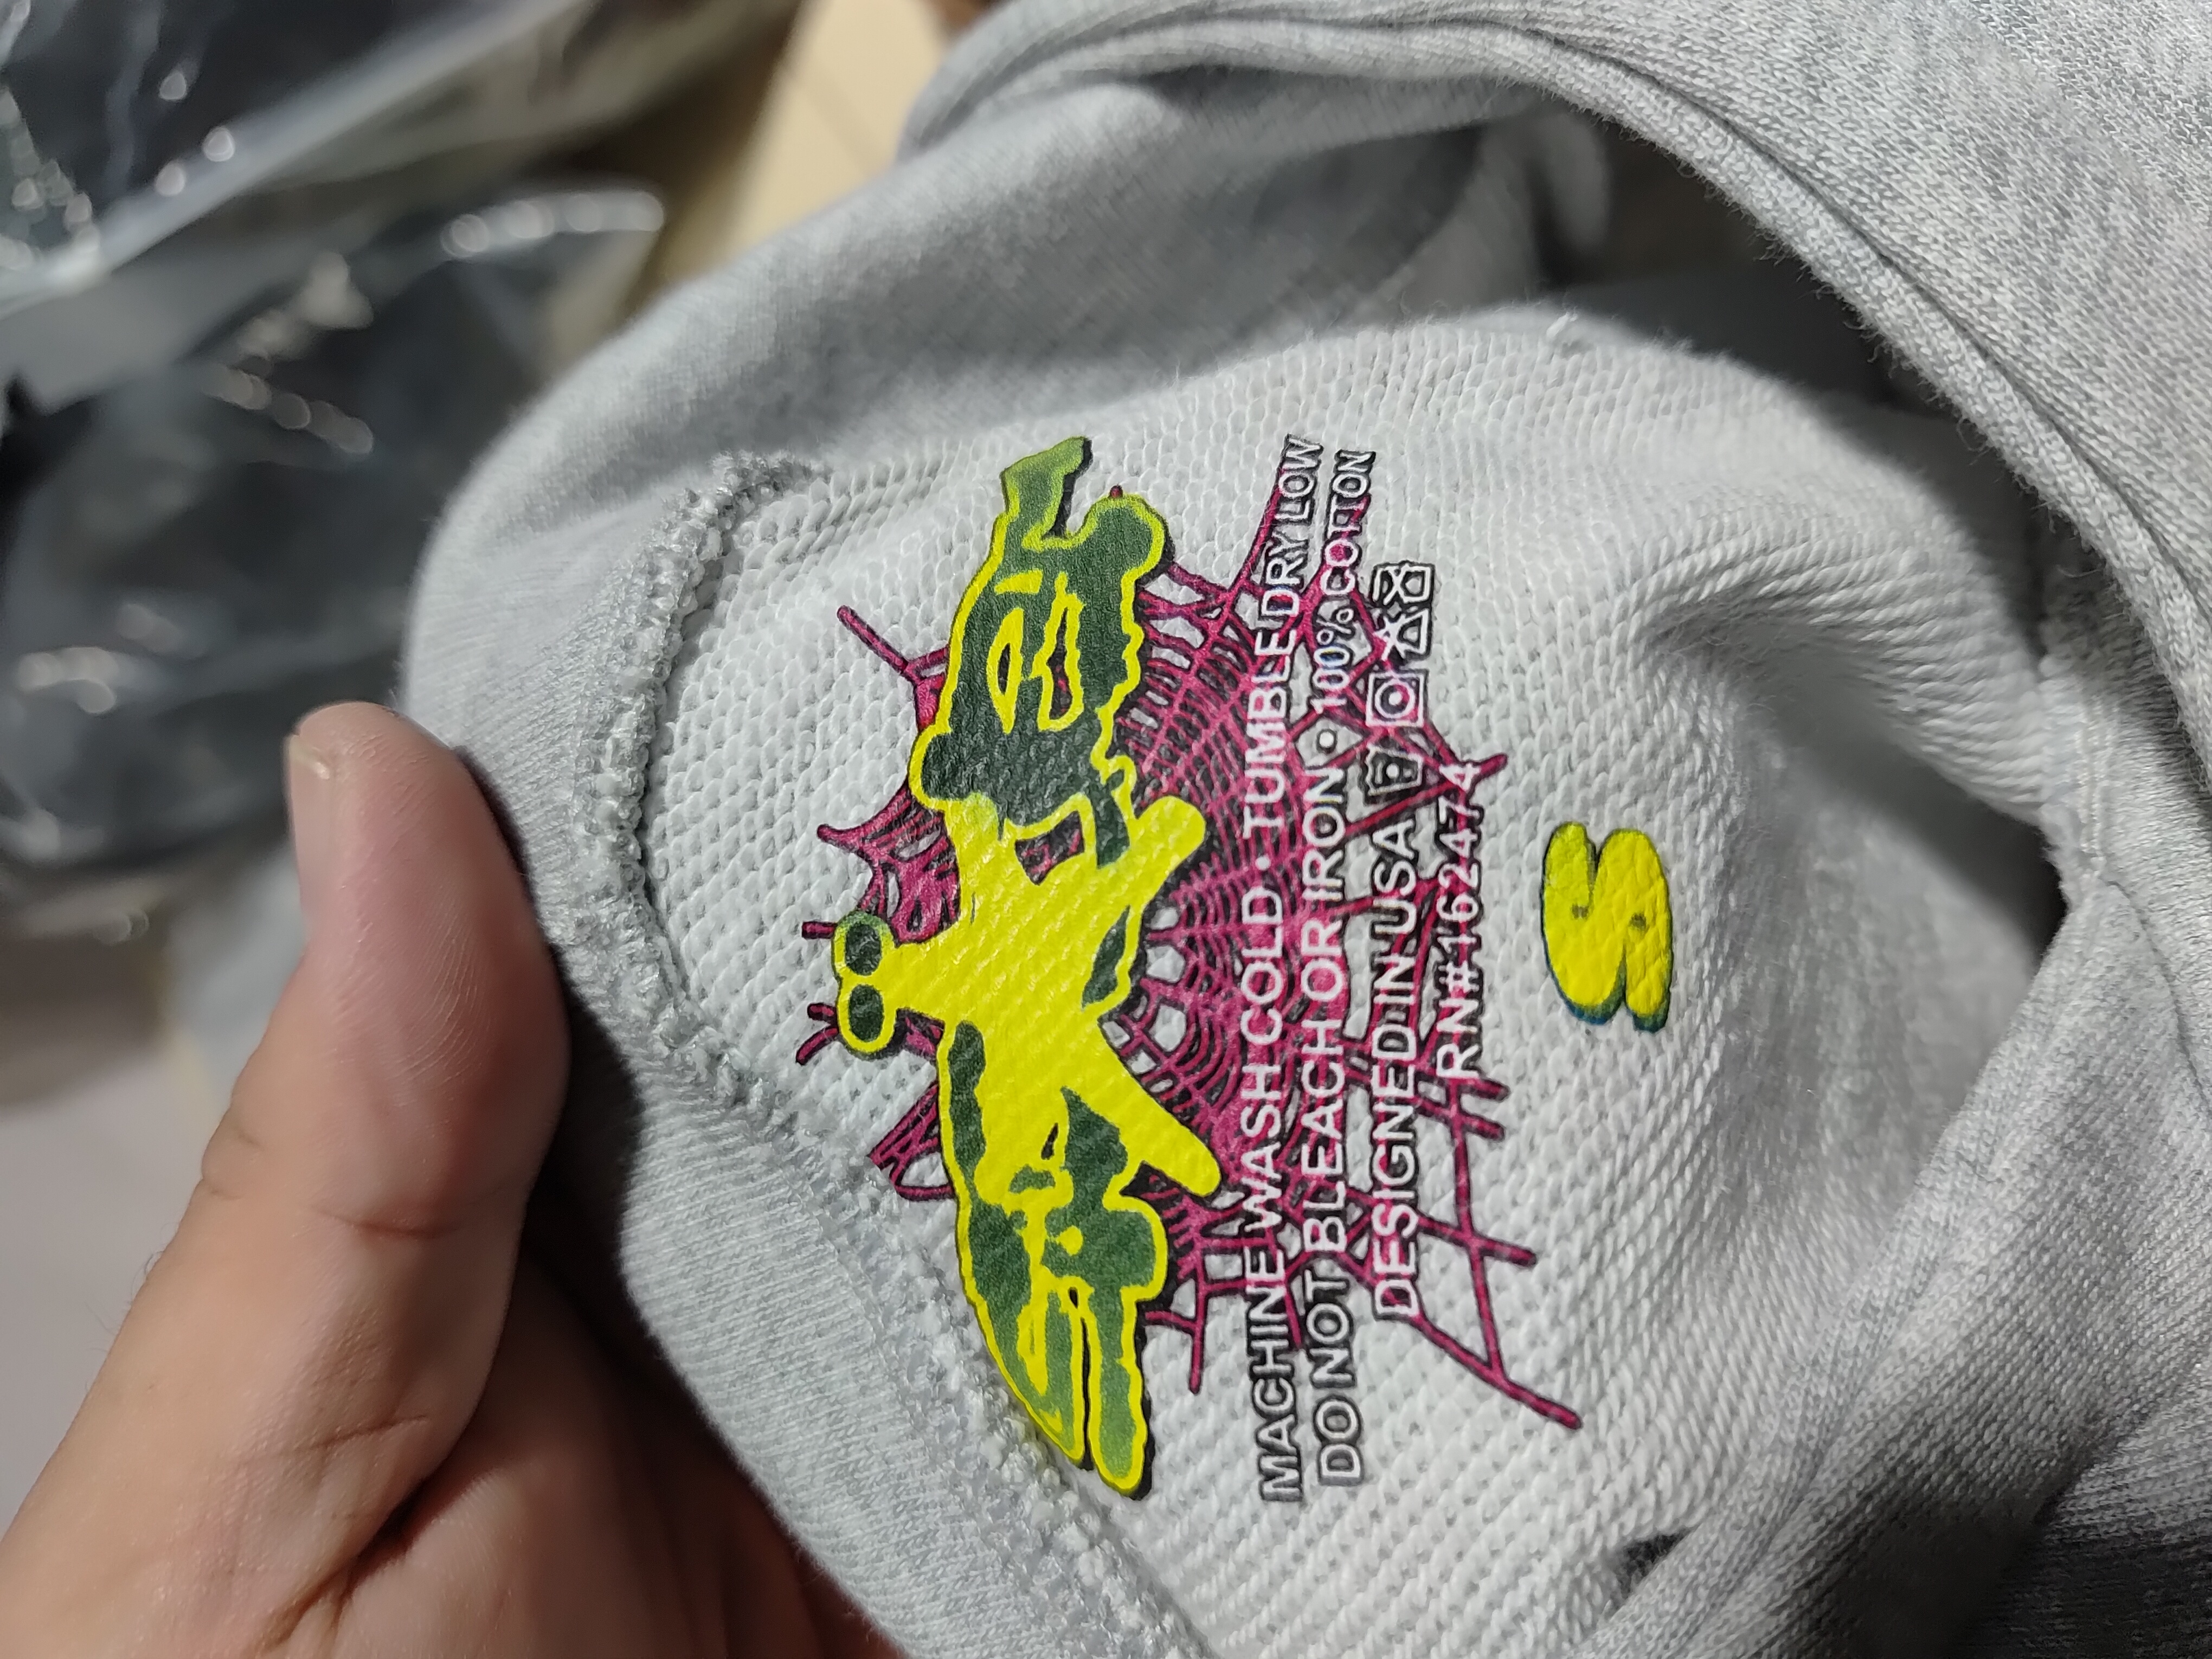 MACHINE WASH COLD • TUMBLE DRY LOW
DO NOT BLEACH OR IRON • 100% COTTON
DESIGNED IN USA
RN#162474
S